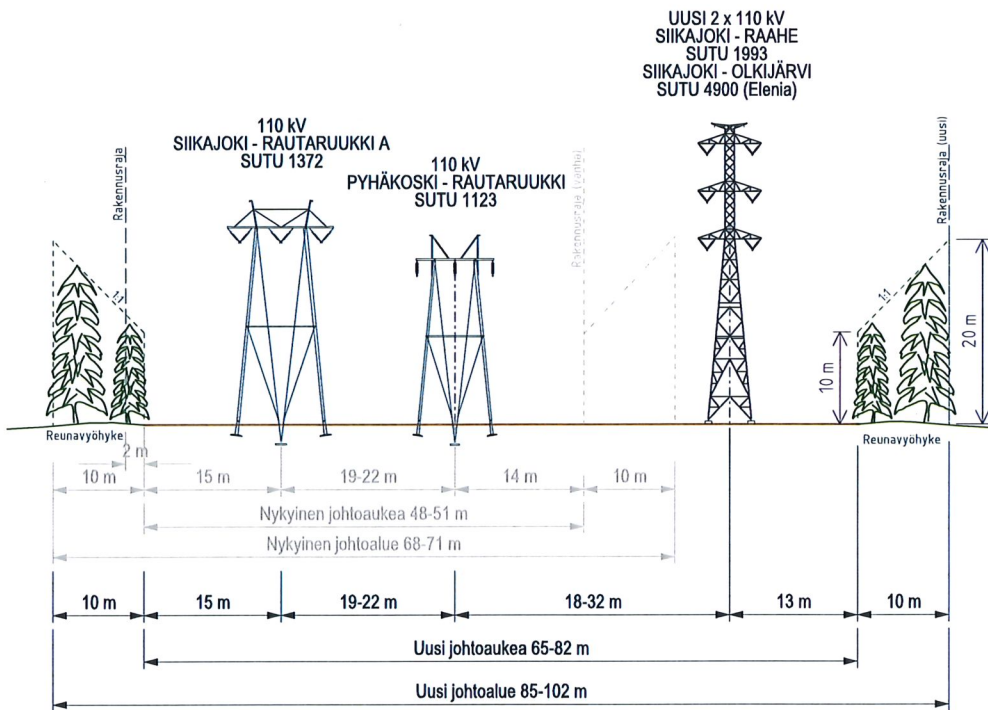 UUSI 2 x 110 kV
SIIKAJOKI - RAAHE
SUTU 1993
SIIKAJOKI - OLKIJÄRVI
SUTU 4900 (Elenia)
110 kV
SIIKAJOKI - RAUTARUUKKI A
SUTU 1372
110 kV
PYHÄKOSKI - RAUTARUUKKI
SUTU 1123
Rakennusraja
Rakennusraja (vanha)
Rakennusraja (uusi)
1:1
1:1
10 m
20 m
Reunavyöhyke
Reunavyöhyke
2 m
10 m
15 m
19-22 m
14 m
10 m
Nykyinen johtoaukea 48-51 m
Nykyinen johtoalue 68-71 m
10 m
15 m
19-22 m
18-32 m
13 m
10 m
Uusi johtoaukea 65-82 m
Uusi johtoalue 85-102 m